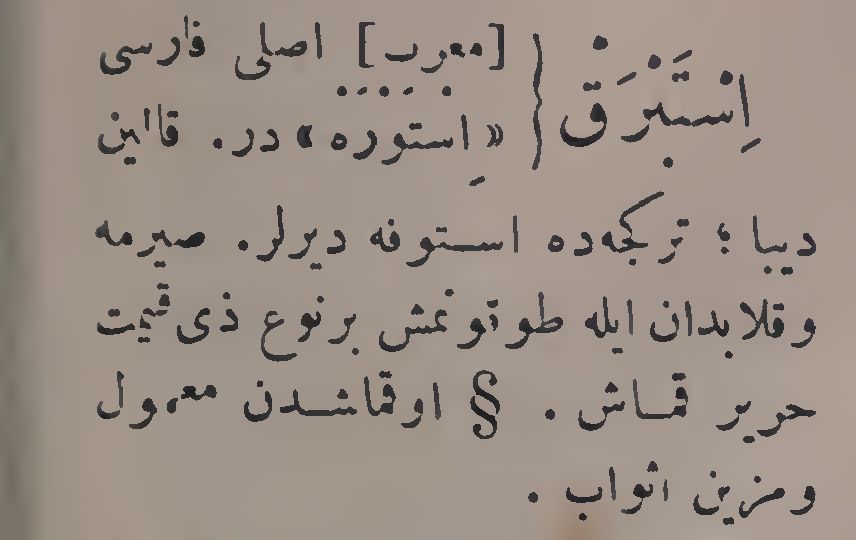 اِسْتَبْرَق { [معرب] اصلی فارسی
«اِستوره» در. قالین
دیبا ؛ ترکجه‌ده استوفه دیرلر. صیرمه
وقلابدان ایله طوقونمش برنوع ذی قیمت
حریر قماش . § اوقماشدن معمول
ومزین اثواب .